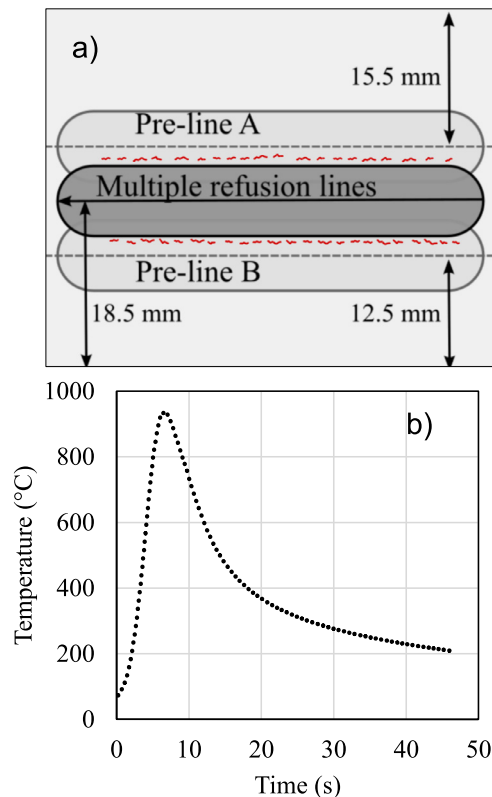 a)
15.5 mm
Pre-line A
Multiple refusion lines
Pre-line B
18.5 mm
12.5 mm
b)
1000
800
600
400
200
0
Temperature (°C)
0 10 20 30 40 50
Time (s)